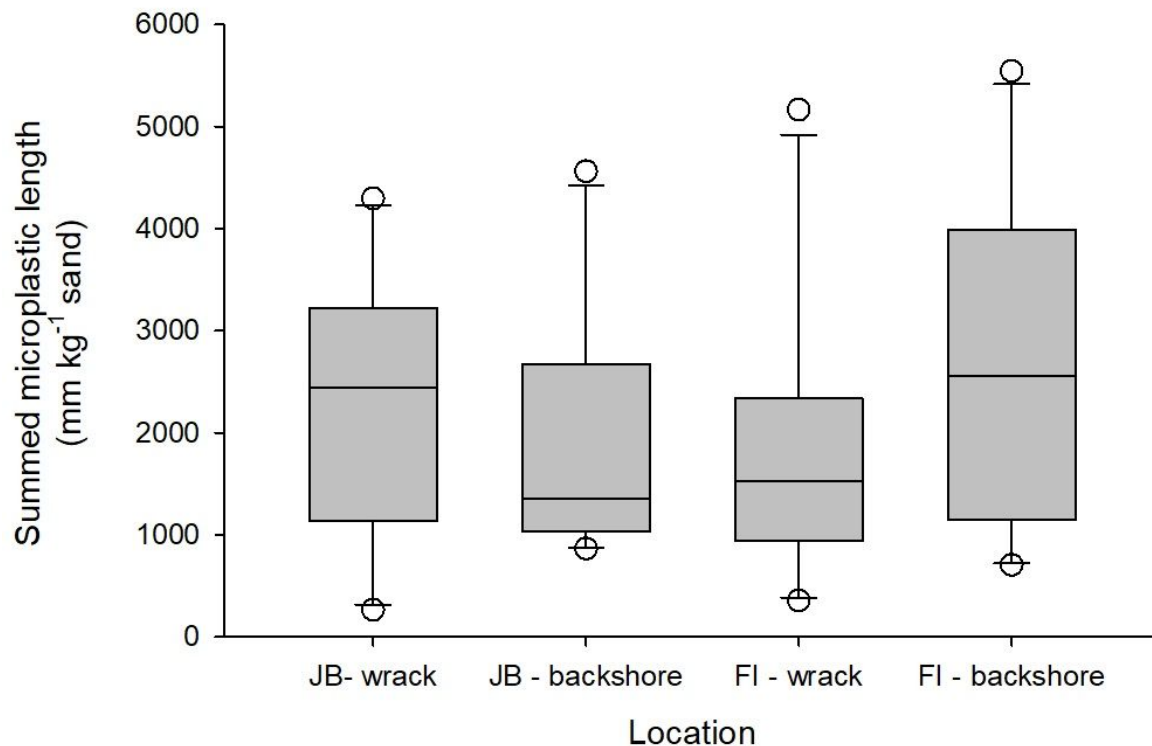 Summed microplastic length
(mm kg⁻¹ sand)
6000
5000
4000
3000
2000
1000
0
JB- wrack
JB - backshore
FI - wrack
FI - backshore
Location